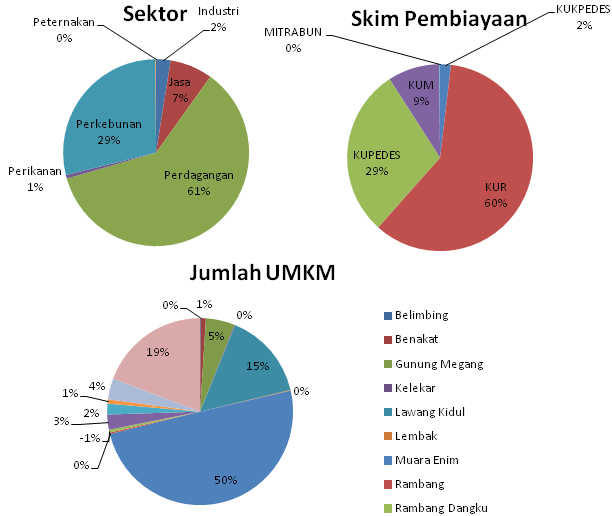 Sektor
Peternakan
0%
Industri
2%
Jasa
7%
Perkebunan
29%
Perikanan
1%
Perdagangan
61%
Skim Pembiayaan
KUKPEDES
2%
MITRABUN
0%
KUM
9%
KUPEDES
29%
KUR
60%
Jumlah UMKM
0%
1%
0%
5%
19%
15%
4%
1%
0%
2%
3%
-1%
0%
50%
Belimbing
Benakat
Gunung Megang
Kelekar
Lawang Kidul
Lembak
Muara Enim
Rambang
Rambang Dangku